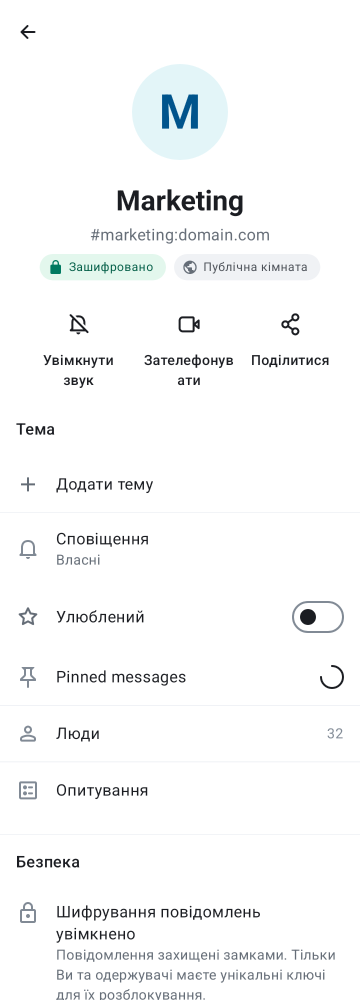 M
Marketing
#marketing:domain.com
Зашифровано
Публічна кімната
Увімкнути
звук
Зателефонув
ати
Поділитися
Тема
Додати тему
Сповіщення
Власні
Улюблений
Pinned messages
Люди
32
Опитування
Безпека
Шифрування повідомлень
увімкнено
Повідомлення захищені замками. Тільки
Ви та одержувачі маєте унікальні ключі
для їх розблокування.